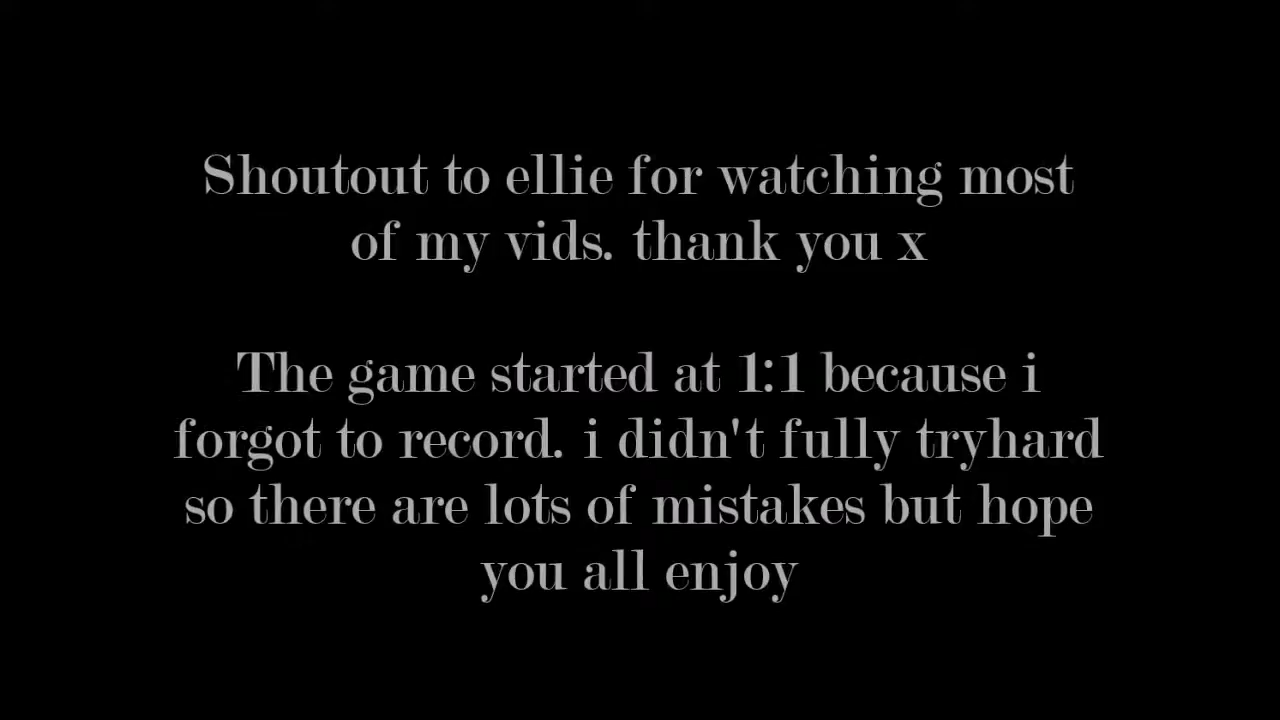 Shoutout to ellie for watching most
of my vids. thank you x
The game started at 1:1 because i
forgot to record. i didn't fully tryhard
so there are lots of mistakes but hope
you all enjoy